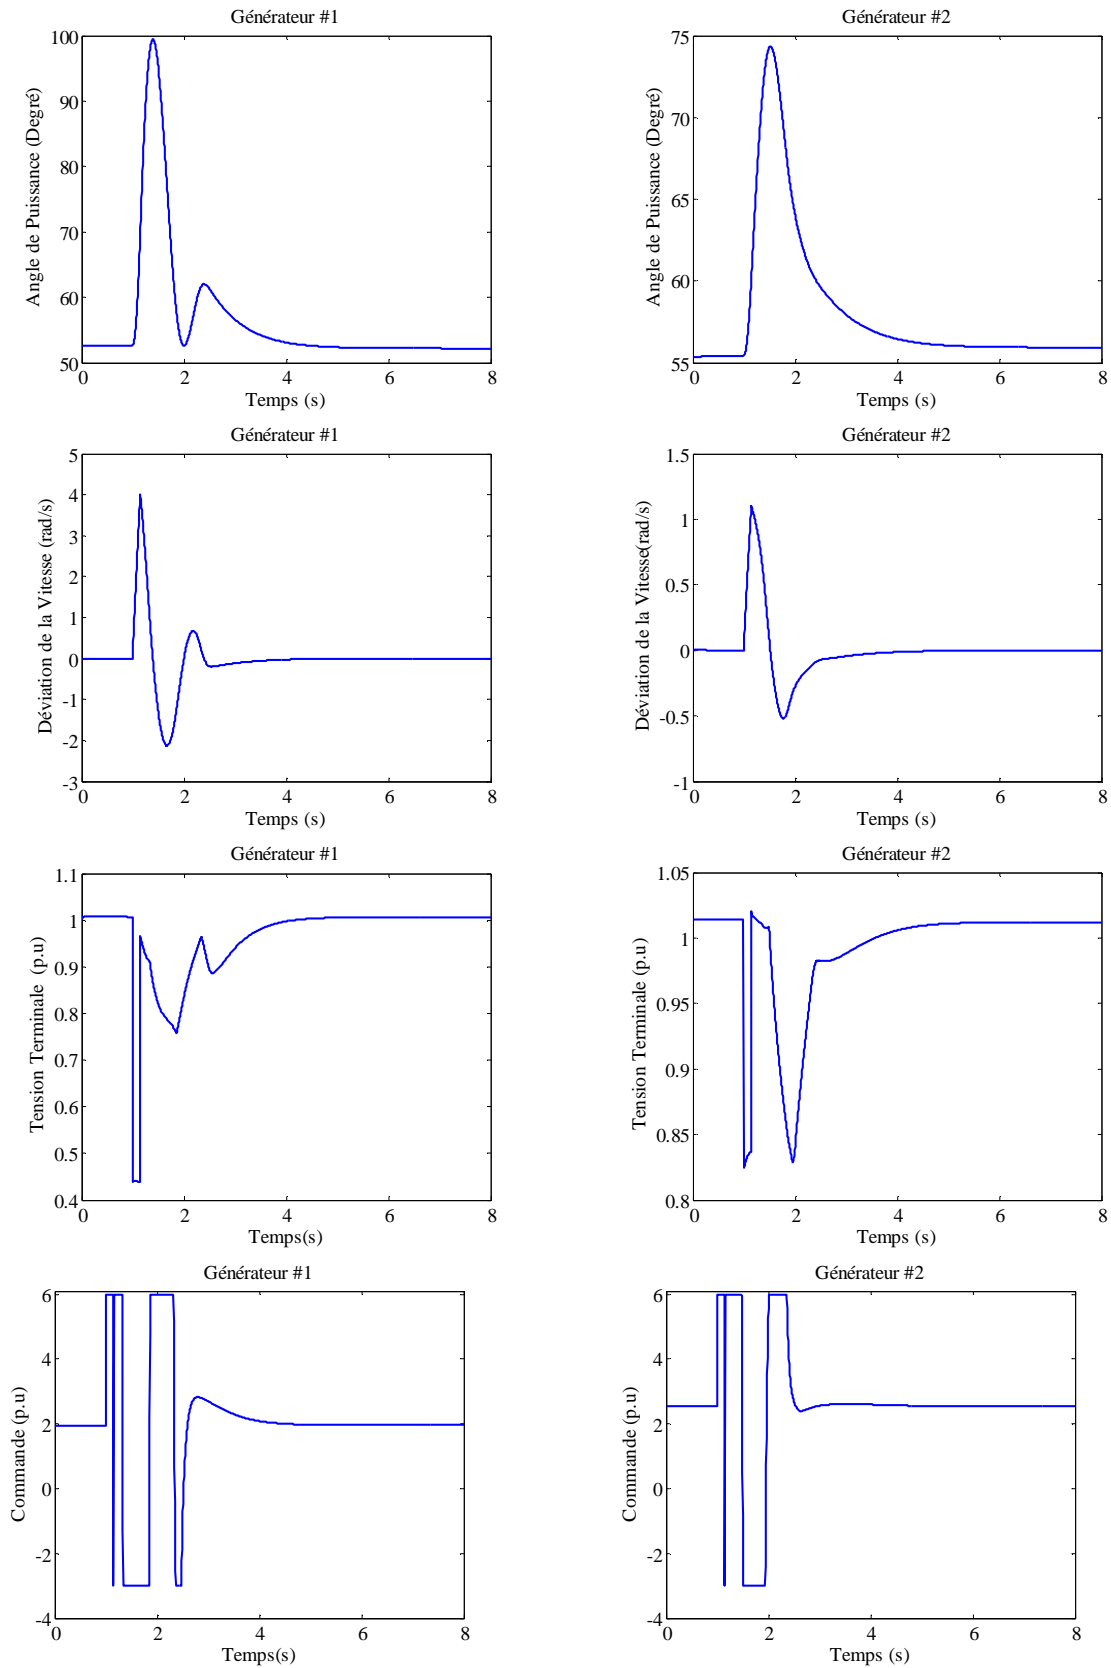 Générateur #1
Angle de Puissance (Degré)
100
90
80
70
60
50
0 2 4 6 8
Temps (s)
Générateur #2
Angle de Puissance (Degré)
75
70
65
60
55
0 2 4 6 8
Temps (s)
Générateur #1
Déviation de la Vitesse (rad/s)
5
4
3
2
1
0
-1
-2
-3
0 2 4 6 8
Temps (s)
Générateur #2
Déviation de la Vitesse(rad/s)
1.5
1
0.5
0
-0.5
-1
0 2 4 6 8
Temps (s)
Générateur #1
Tension Terminale (p.u)
1.1
1
0.9
0.8
0.7
0.6
0.5
0.4
0 2 4 6 8
Temps(s)
Générateur #2
Tension Terminale (p.u)
1.05
1
0.95
0.9
0.85
0.8
0 2 4 6 8
Temps (s)
Générateur #1
Commande (p.u)
6
4
2
0
-2
-4
0 2 4 6 8
Temps(s)
Générateur #2
Commande (p.u)
6
4
2
0
-2
-4
0 2 4 6 8
Temps (s)